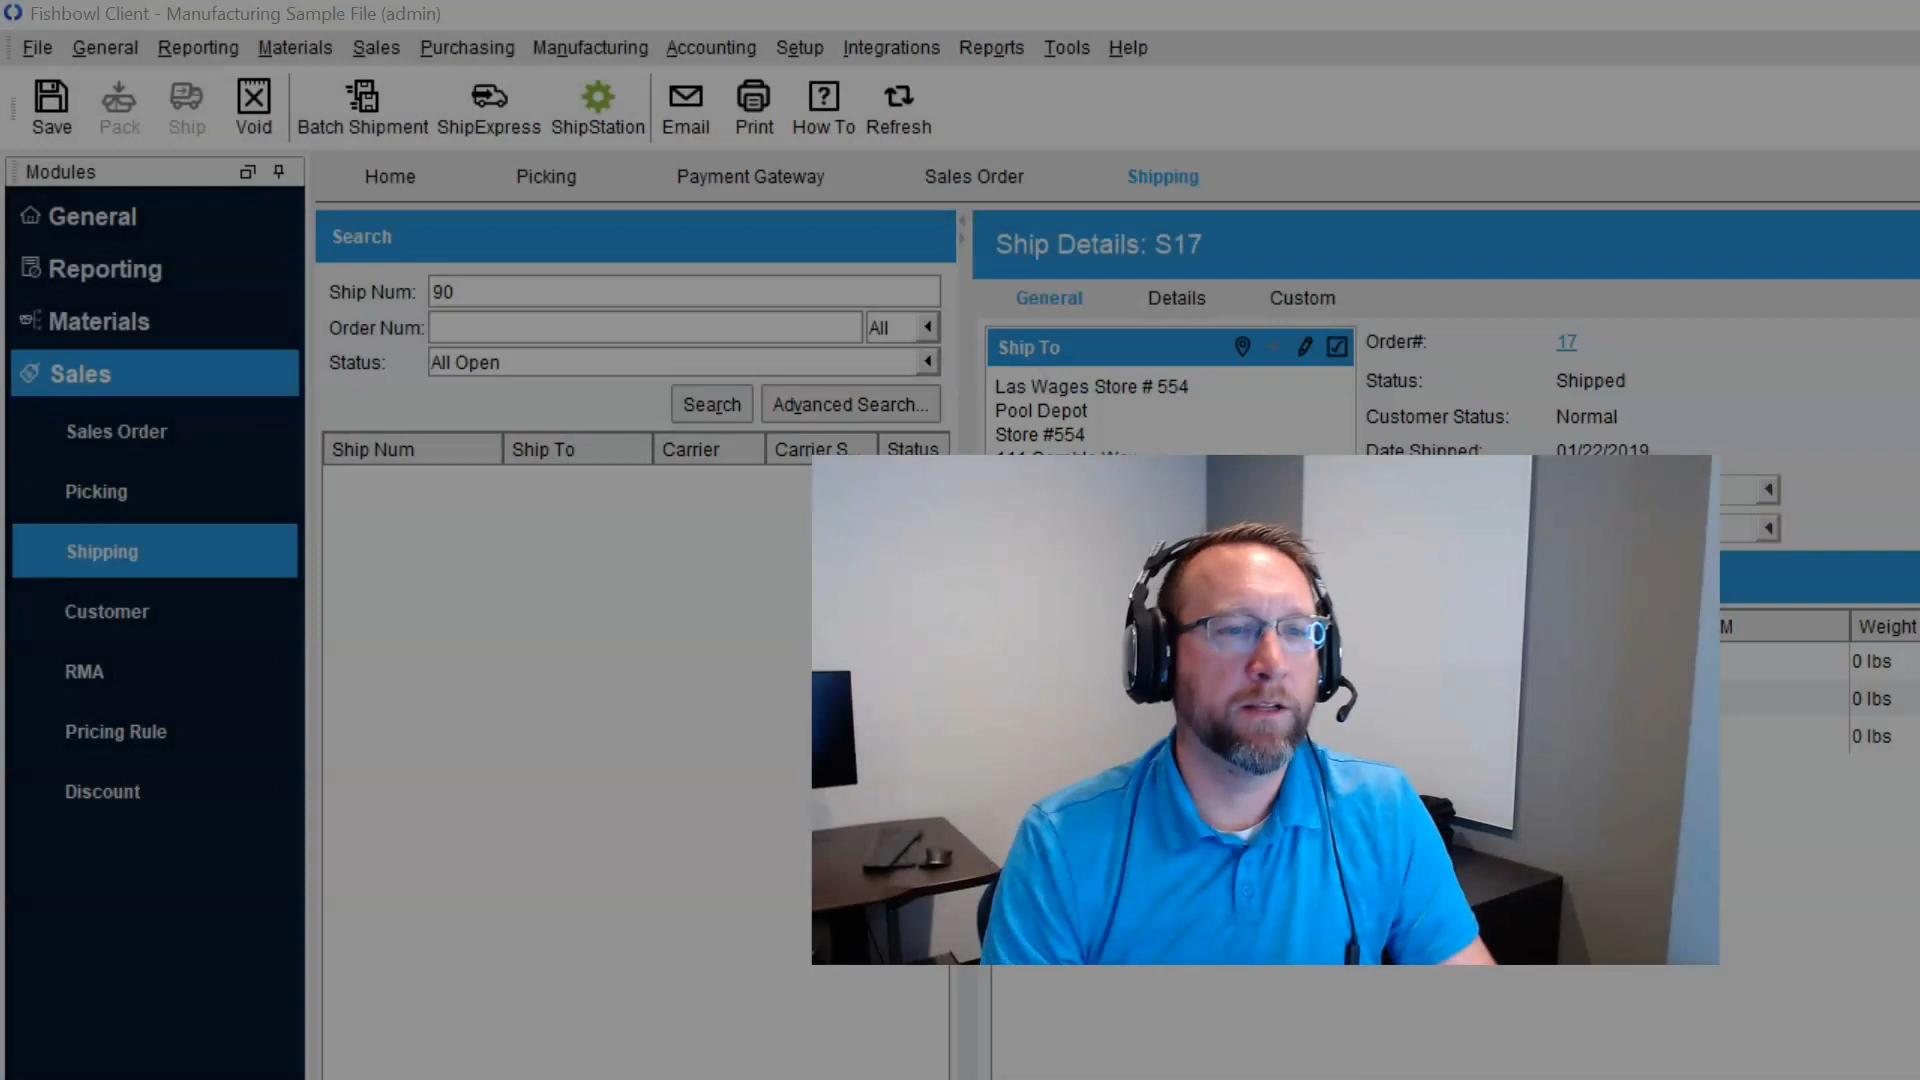 Fishbowl Client - Manufacturing Sample File (admin)
File General Reporting Materials Sales Purchasing Manufacturing Accounting Setup Integrations Reports Tools Help
Save Pack Ship Void Batch Shipment ShipExpress ShipStation Email Print How To Refresh
Modules
General
Reporting
Materials
Sales
Sales Order
Picking
Shipping
Customer
RMA
Pricing Rule
Discount
Home Picking Payment Gateway Sales Order Shipping
Search
Ship Num: 90
Order Num: All
Status: All Open
Search Advanced Search...
Ship Num Ship To Carrier Carrier S... Status
Ship Details: S17
General Details Custom
Ship To
Las Wages Store # 554
Pool Depot
Store #554
Order#: 17
Status: Shipped
Customer Status: Normal
Date Shipped: 01/22/2019
M Weight
0 lbs
0 lbs
0 lbs